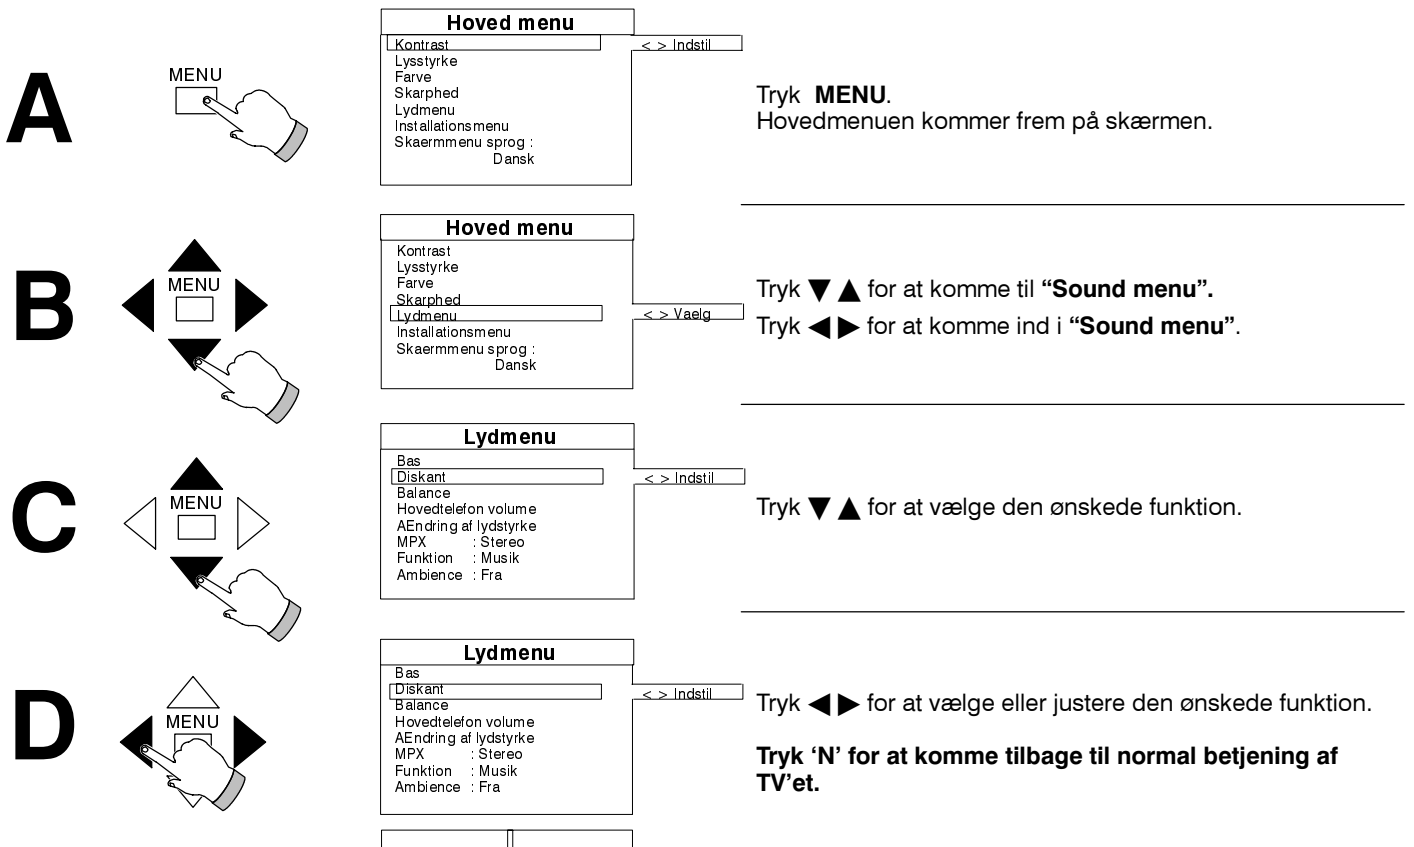 A
MENU
Hoved menu
Kontrast
< > Indstil
Lysstyrke
Farve
Skarphed
Lydmenu
Installationsmenu
Skaermmenu sprog :
Dansk
Tryk MENU.
Hovedmenuen kommer frem på skærmen.
B
MENU
Hoved menu
Kontrast
Lysstyrke
Farve
Skarphed
Lydmenu
< > Vaelg
Installationsmenu
Skaermmenu sprog :
Dansk
Tryk ▼ ▲ for at komme til “Sound menu”.
Tryk ◀ ▶ for at komme ind i “Sound menu”.
C
MENU
Lydmenu
Bas
Diskant
< > Indstil
Balance
Hovedtelefon volume
AEndring af lydstyrke
MPX : Stereo
Funktion : Musik
Ambience : Fra
Tryk ▼ ▲ for at vælge den ønskede funktion.
D
MENU
Lydmenu
Bas
Diskant
< > Indstil
Balance
Hovedtelefon volume
AEndring af lydstyrke
MPX : Stereo
Funktion : Musik
Ambience : Fra
Tryk ◀ ▶ for at vælge eller justere den ønskede funktion.
Tryk ‘N’ for at komme tilbage til normal betjening af
TV’et.